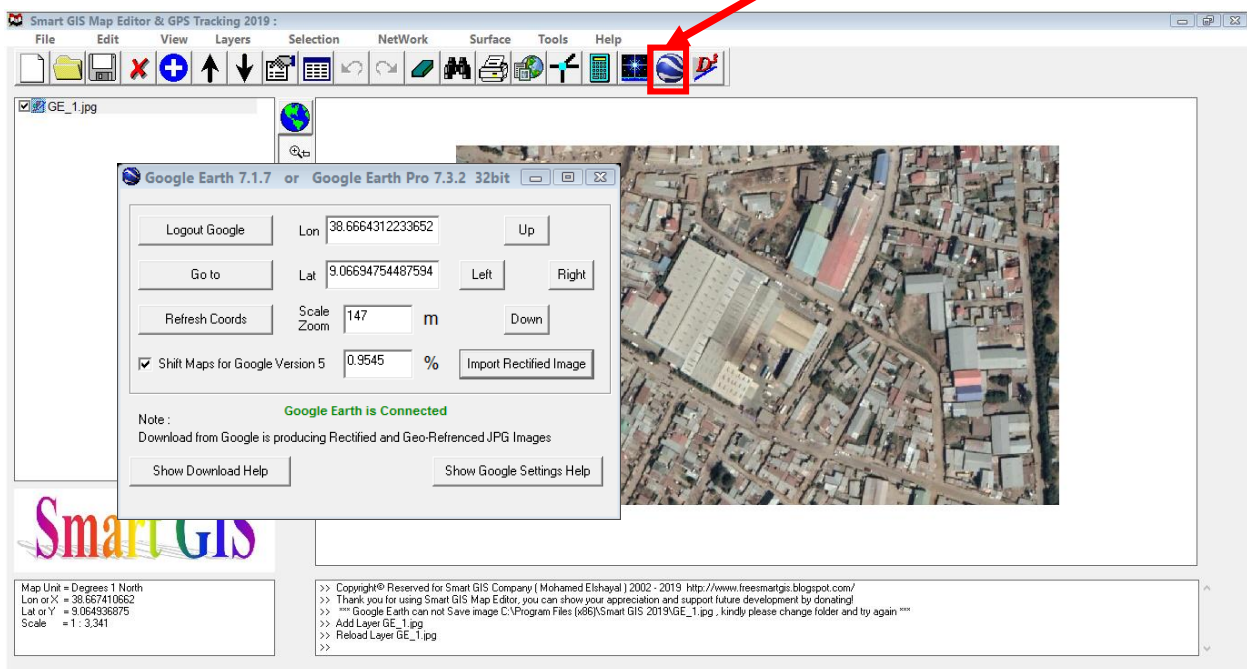 Smart GIS Map Editor & GPS Tracking 2019 :
File Edit View Layers Selection NetWork Surface Tools Help
GE_1.jpg
Google Earth 7.1.7 or Google Earth Pro 7.3.2 32bit
Logout Google Lon 38.6664312233652 Up
Go to Lat 9.06694754487594 Left Right
Refresh Coords Scale Zoom 147 m Down
Shift Maps for Google Version 5 0.9545 % Import Rectified Image
Google Earth is Connected
Note :
Download from Google is producing Rectified and Geo-Refrenced JPG Images
Show Download Help Show Google Settings Help
Smart GIS
Map Unit = Degrees 1 North
Lon or X = 38.667410662
Lat or Y = 9.064936875
Scale = 1 : 3,341
>> Copyright® Reserved for Smart GIS Company ( Mohamed Elshayal ) 2002 - 2019 http://www.freesmartgis.blogspot.com/
>> Thank you for using Smart GIS Map Editor, you can show your appreciation and support future development by donating!
>> *** Google Earth can not Save image C:\Program Files (x86)\Smart GIS 2019\GE_1.jpg , kindly please change folder and try again ***
>> Add Layer GE_1.jpg
>> Reload Layer GE_1.jpg
>>